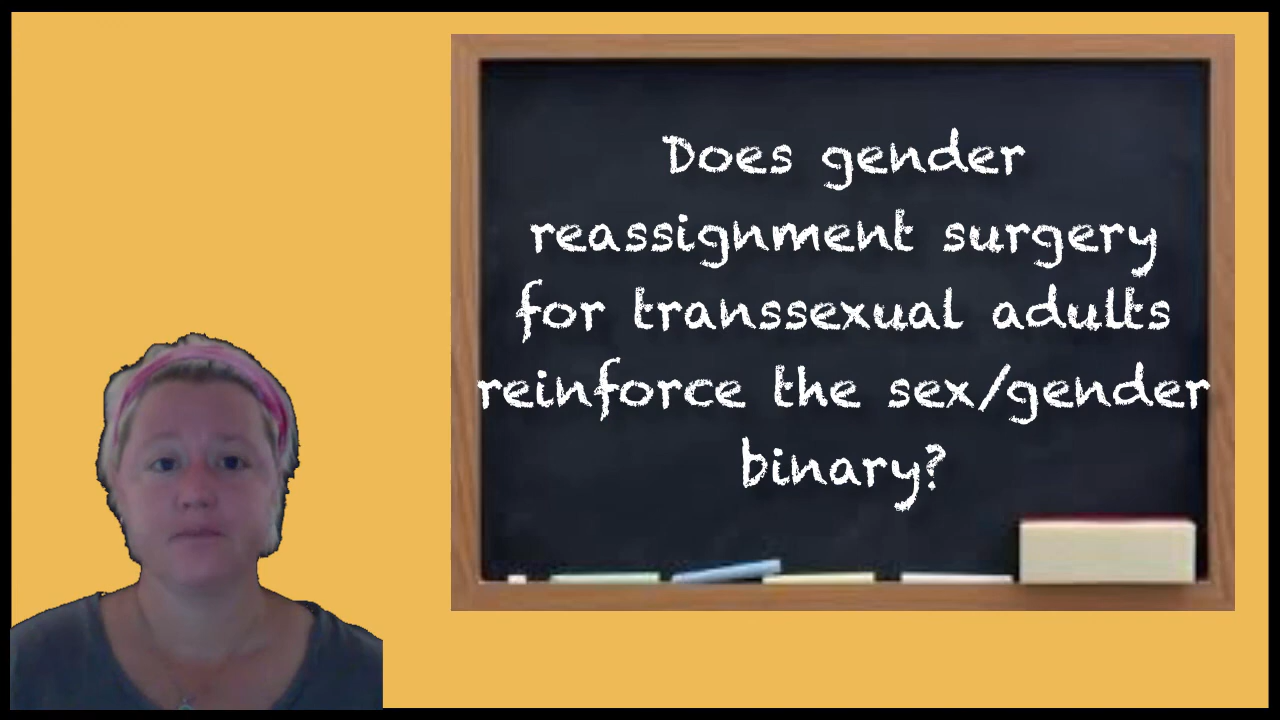 Does gender
reassignment surgery
for transsexual adults
reinforce the sex/gender
binary?